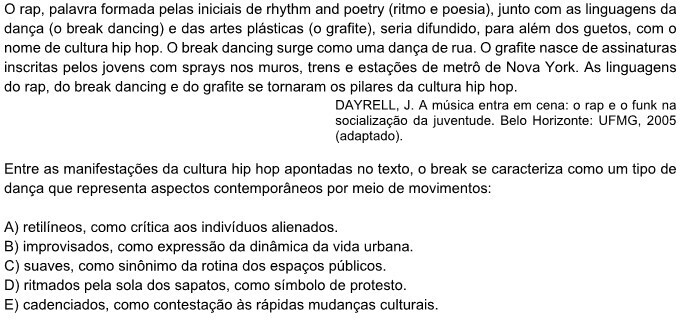 O rap, palavra formada pelas iniciais de rhythm and poetry (ritmo e poesia), junto com as linguagens da
dança (o break dancing) e das artes plásticas (o grafite), seria difundido, para além dos guetos, com o
nome de cultura hip hop. O break dancing surge como uma dança de rua. O grafite nasce de assinaturas
inscritas pelos jovens com sprays nos muros, trens e estações de metrô de Nova York. As linguagens
do rap, do break dancing e do grafite se tornaram os pilares da cultura hip hop.
DAYRELL, J. A música entra em cena: o rap e o funk na
socialização da juventude. Belo Horizonte: UFMG, 2005
(adaptado).
Entre as manifestações da cultura hip hop apontadas no texto, o break se caracteriza como um tipo de
dança que representa aspectos contemporâneos por meio de movimentos:
A) retilíneos, como crítica aos indivíduos alienados.
B) improvisados, como expressão da dinâmica da vida urbana.
C) suaves, como sinônimo da rotina dos espaços públicos.
D) ritmados pela sola dos sapatos, como símbolo de protesto.
E) cadenciados, como contestação às rápidas mudanças culturais.